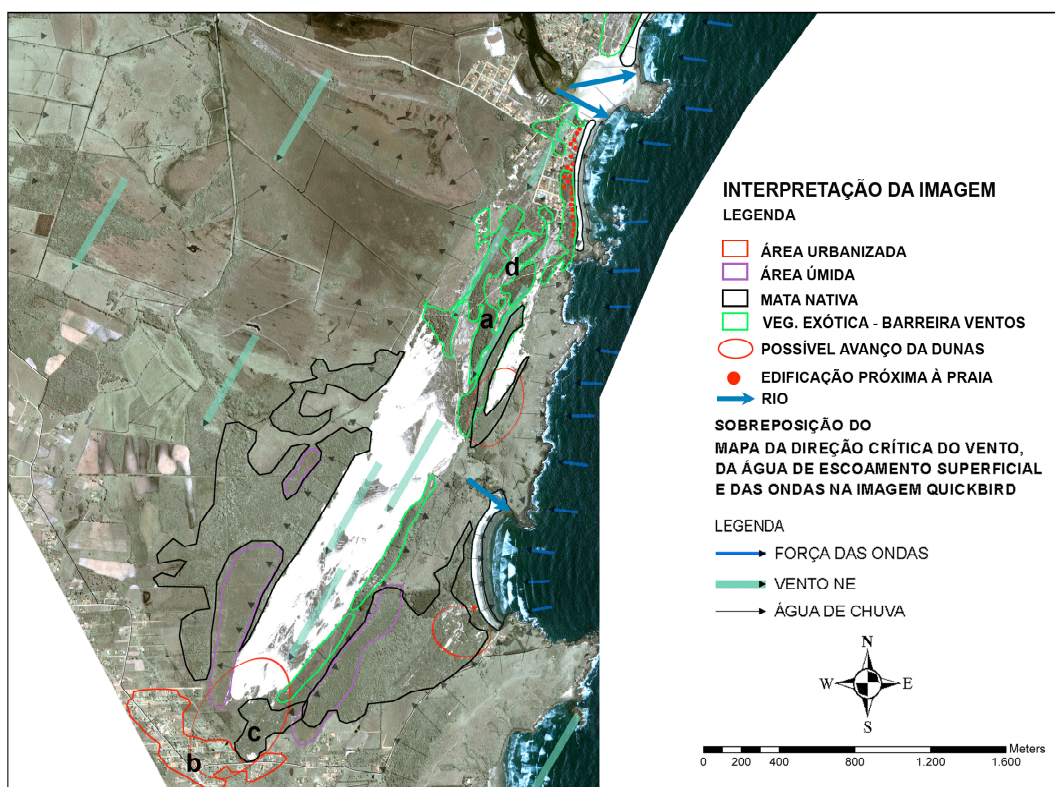 INTERPRETAÇÃO DA IMAGEM
LEGENDA
ÁREA URBANIZADA
ÁREA ÚMIDA
MATA NATIVA
VEG. EXÓTICA - BARREIRA VENTOS
POSSÍVEL AVANÇO DA DUNAS
EDIFICAÇÃO PRÓXIMA À PRAIA
RIO
SOBREPOSIÇÃO DO
MAPA DA DIREÇÃO CRÍTICA DO VENTO,
DA ÁGUA DE ESCOAMENTO SUPERFICIAL
E DAS ONDAS NA IMAGEM QUICKBIRD
LEGENDA
FORÇA DAS ONDAS
VENTO NE
ÁGUA DE CHUVA
N
W E
S
Meters
0 200 400 800 1.200 1.600
d
a
c
b